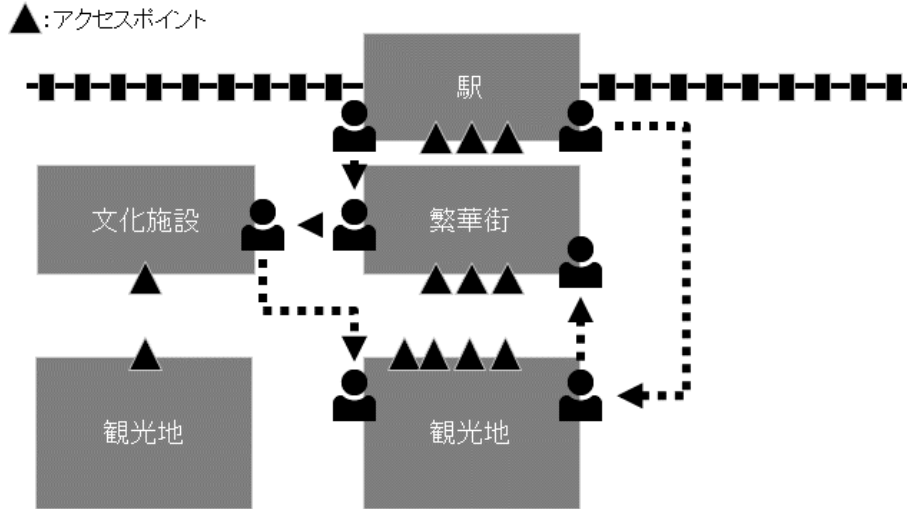 ▲:アクセスポイント
駅
文化施設
繁華街
観光地
観光地